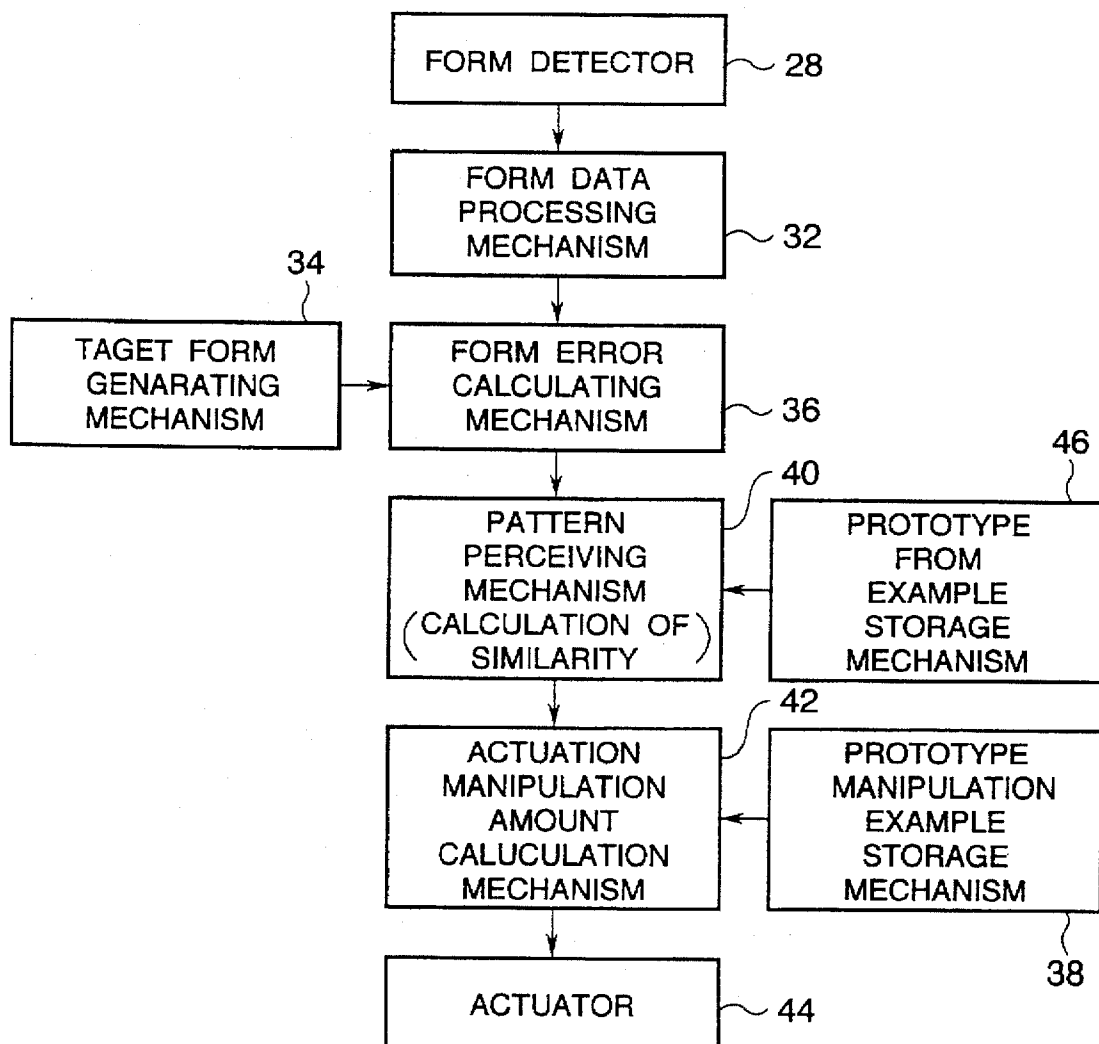 FORM DETECTOR
28
FORM DATA
PROCESSING
MECHANISM
32
34
TAGET FORM
GENARATING
MECHANISM
FORM ERROR
CALCULATING
MECHANISM
36
40
PATTERN
PERCEIVING
MECHANISM
(CALCULATION OF
SIMILARITY)
46
PROTOTYPE
FROM
EXAMPLE
STORAGE
MECHANISM
42
ACTUATION
MANIPULATION
AMOUNT
CALUCULATION
MECHANISM
PROTOTYPE
MANIPULATION
EXAMPLE
STORAGE
MECHANISM
38
ACTUATOR
44